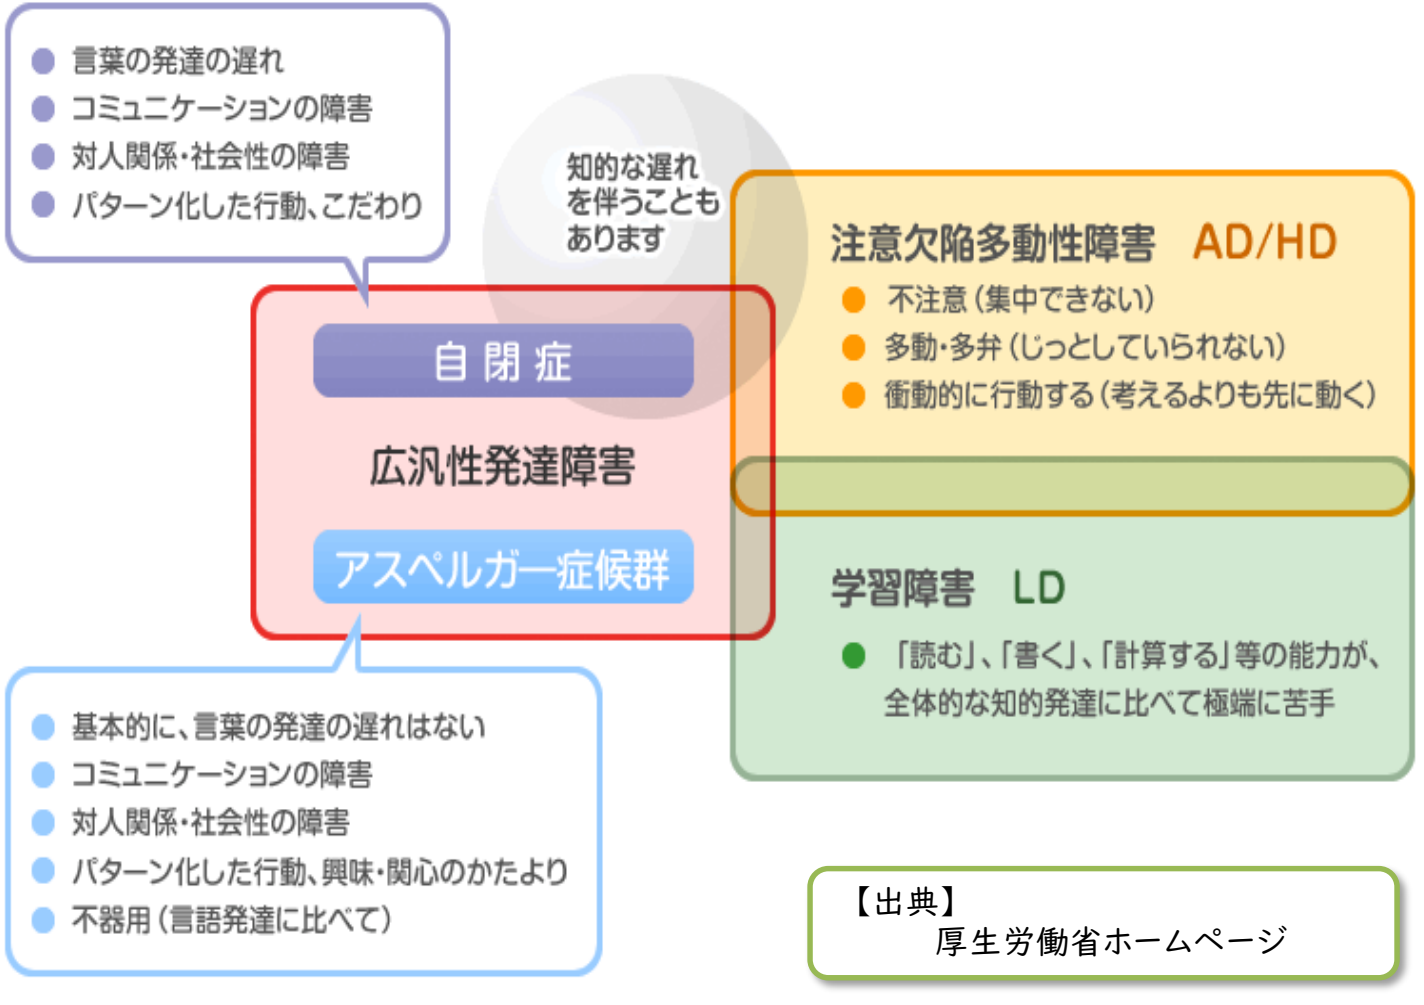 言葉の発達の遅れ
コミュニケーションの障害
対人関係・社会性の障害
パターン化した行動、こだわり
知的な遅れ
を伴うことも
あります
自閉症
広汎性発達障害
アスペルガー症候群
基本的に、言葉の発達の遅れはない
コミュニケーションの障害
対人関係・社会性の障害
パターン化した行動、興味・関心のかたより
不器用(言語発達に比べて)
注意欠陥多動性障害 AD/HD
不注意(集中できない)
多動・多弁(じっとしていられない)
衝動的に行動する(考えるよりも先に動く)
学習障害 LD
「読む」、「書く」、「計算する」等の能力が、
全体的な知的発達に比べて極端に苦手
【出典】
厚生労働省ホームページ